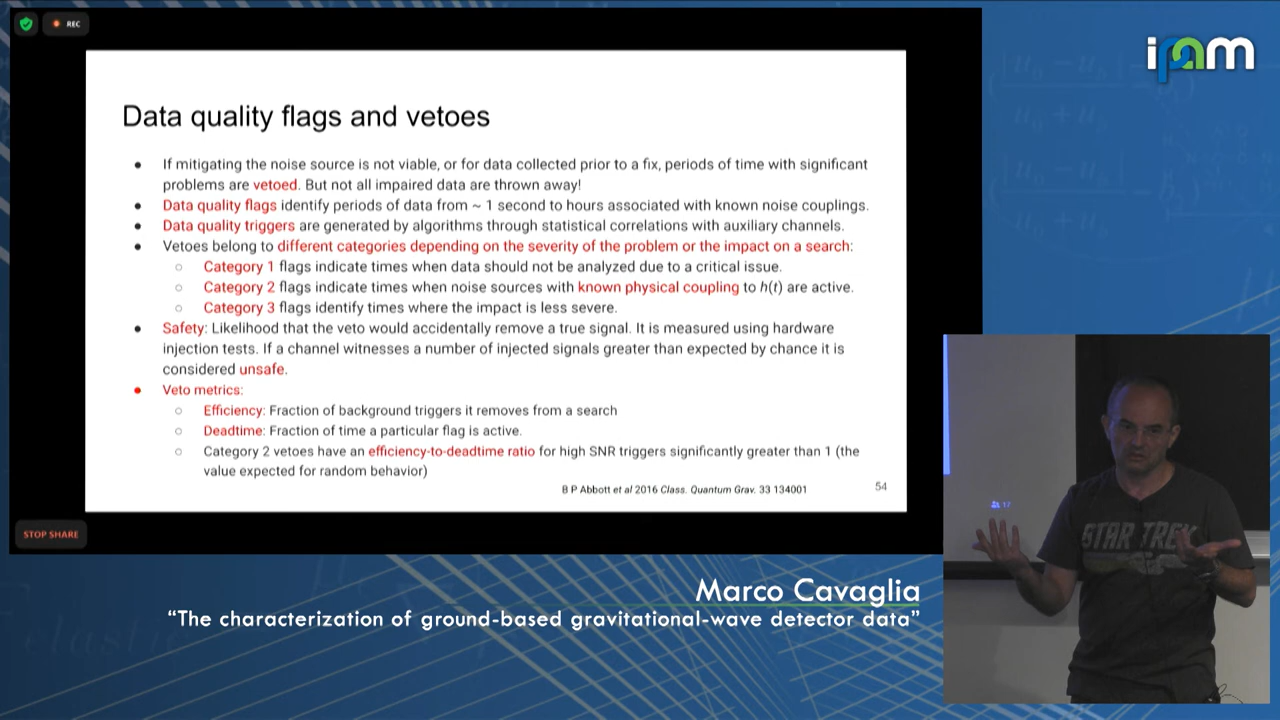 REC
ipam
Data quality flags and vetoes
● If mitigating the noise source is not viable, or for data collected prior to a fix, periods of time with significant
problems are vetoed. But not all impaired data are thrown away!
● Data quality flags identify periods of data from ~ 1 second to hours associated with known noise couplings.
● Data quality triggers are generated by algorithms through statistical correlations with auxiliary channels.
● Vetoes belong to different categories depending on the severity of the problem or the impact on a search:
○ Category 1 flags indicate times when data should not be analyzed due to a critical issue.
○ Category 2 flags indicate times when noise sources with known physical coupling to h(t) are active.
○ Category 3 flags identify times where the impact is less severe.
● Safety: Likelihood that the veto would accidentally remove a true signal. It is measured using hardware
injection tests. If a channel witnesses a number of injected signals greater than expected by chance it is
considered unsafe.
● Veto metrics:
○ Efficiency: Fraction of background triggers it removes from a search
○ Deadtime: Fraction of time a particular flag is active.
○ Category 2 vetoes have an efficiency-to-deadtime ratio for high SNR triggers significantly greater than 1 (the
value expected for random behavior)
B P Abbott et al 2016 Class. Quantum Grav. 33 134001
54
STOP SHARE
17
STAR TREK
Marco Cavaglia
“The characterization of ground-based gravitational-wave detector data”